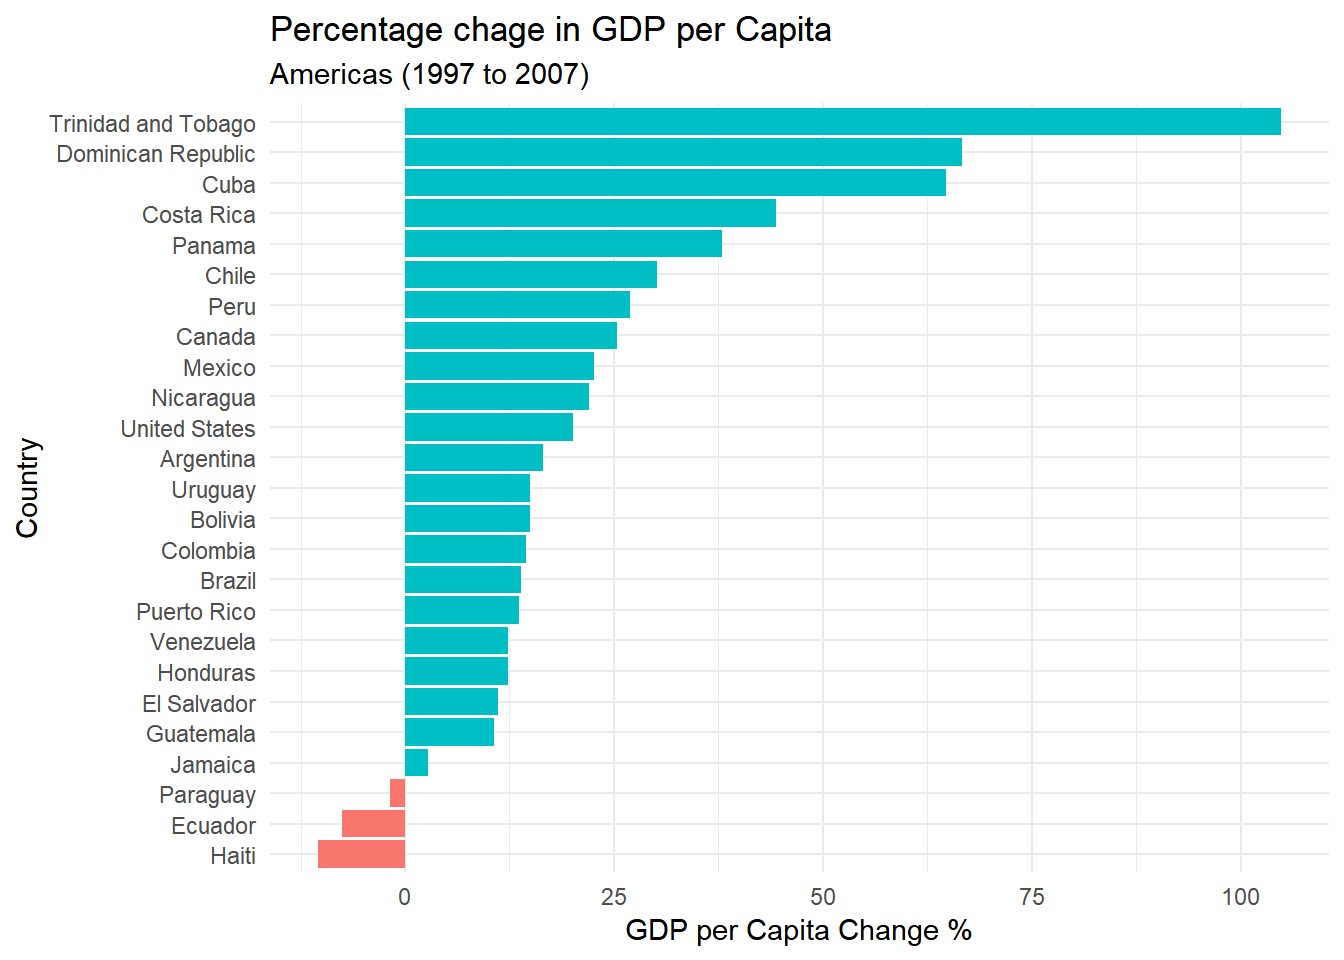 Percentage chage in GDP per Capita
Americas (1997 to 2007)
Trinidad and Tobago
Dominican Republic
Cuba
Costa Rica
Panama
Chile
Peru
Canada
Mexico
Nicaragua
United States
Argentina
Uruguay
Bolivia
Colombia
Brazil
Puerto Rico
Venezuela
Honduras
El Salvador
Guatemala
Jamaica
Paraguay
Ecuador
Haiti
Country
0 25 50 75 100
GDP per Capita Change %